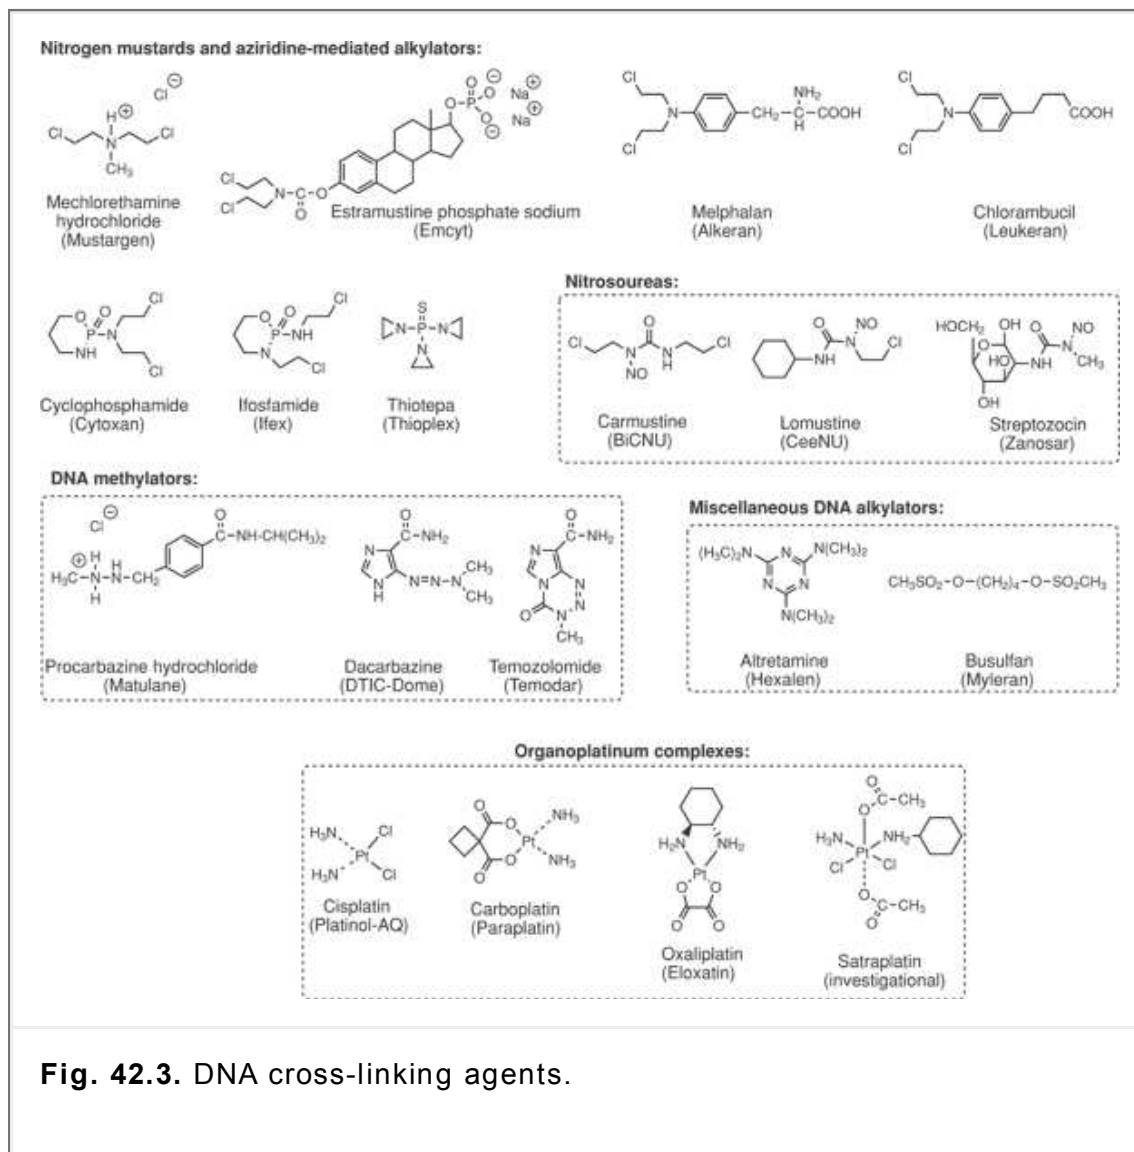 Nitrogen mustards and aziridine-mediated alkylators:
Mechlorethamine
hydrochloride
(Mustargen)
Estramustine phosphate sodium
(Emcyt)
Melphalan
(Alkeran)
Chlorambucil
(Leukeran)
Cyclophosphamide
(Cytoxan)
Ifosfamide
(Ifex)
Thiotepa
(Thioplex)
Nitrosoureas:
Carmustine
(BiCNU)
Lomustine
(CeeNU)
Streptozocin
(Zanosar)
DNA methylators:
Procarbazine hydrochloride
(Matulane)
Dacarbazine
(DTIC-Dome)
Temozolomide
(Temodar)
Miscellaneous DNA alkylators:
(H₃C)₂N
N(CH₃)₂
N(CH₃)₂
Altretamine
(Hexalen)
CH₃SO₂-O-(CH₂)₄-O-SO₂CH₃
Busulfan
(Myleran)
Organoplatinum complexes:
Cisplatin
(Platinol-AQ)
Carboplatin
(Paraplatin)
Oxaliplatin
(Eloxatin)
Satraplatin
(investigational)
Fig. 42.3. DNA cross-linking agents.